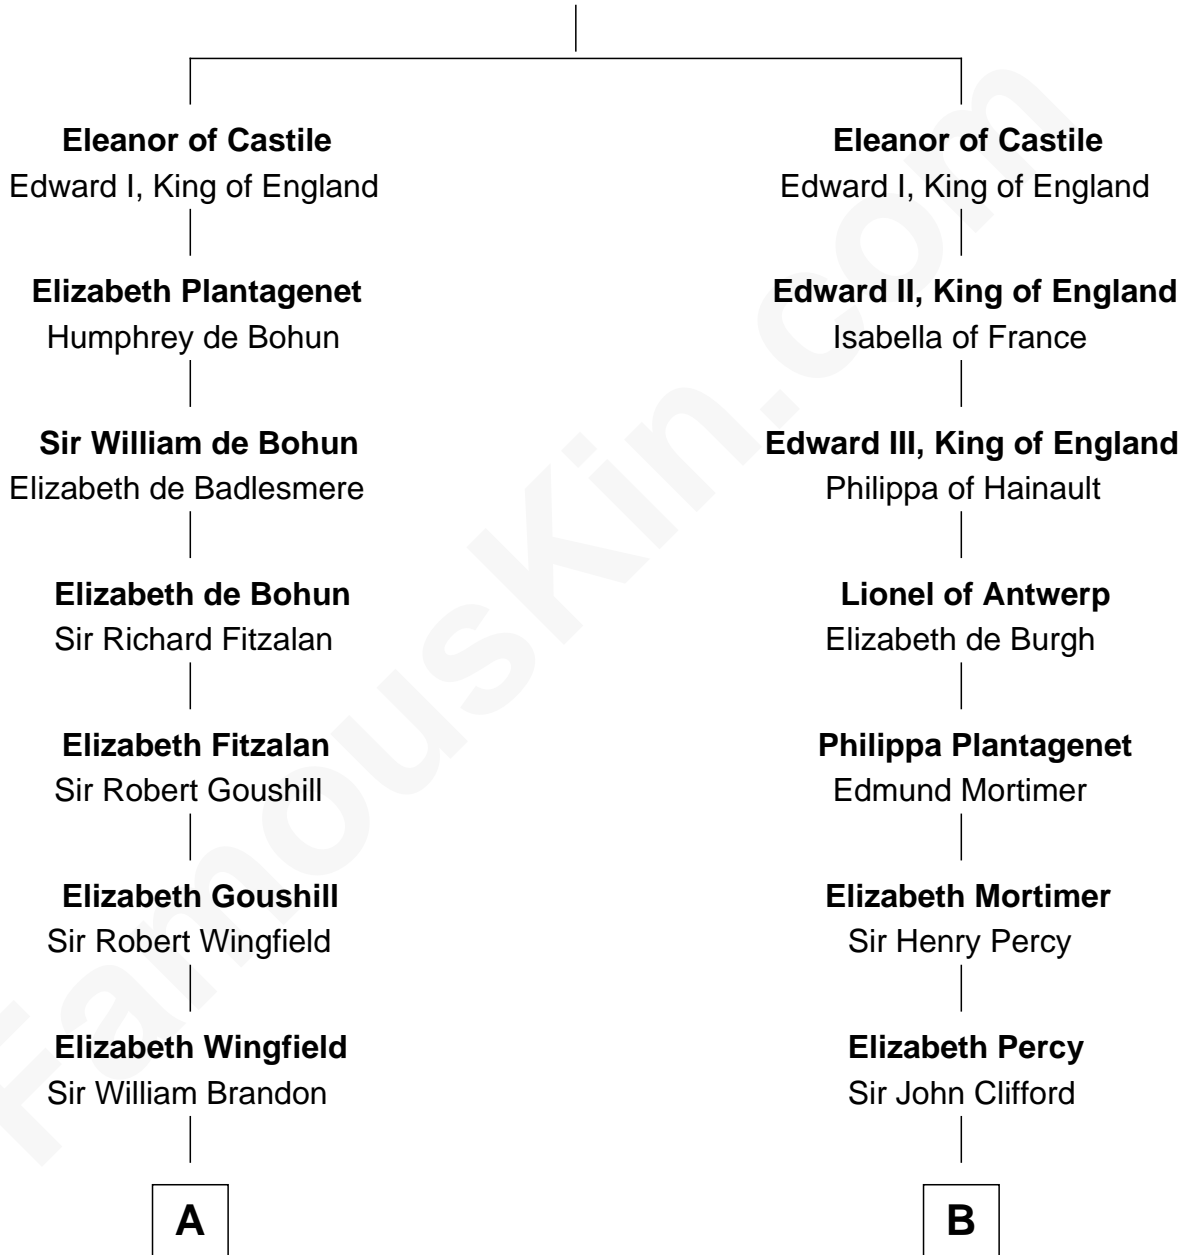 Eleanor of Castile
Edward I, King of England
Elizabeth Plantagenet
Humphrey de Bohun
Sir William de Bohun
Elizabeth de Badlesmere
Elizabeth de Bohun
Sir Richard Fitzalan
Elizabeth Fitzalan
Sir Robert Goushill
Elizabeth Goushill
Sir Robert Wingfield
Elizabeth Wingfield
Sir William Brandon
A
Eleanor of Castile
Edward I, King of England
Edward II, King of England
Isabella of France
Edward III, King of England
Philippa of Hainault
Lionel of Antwerp
Elizabeth de Burgh
Philippa Plantagenet
Edmund Mortimer
Elizabeth Mortimer
Sir Henry Percy
Elizabeth Percy
Sir John Clifford
B
FamousKin.com